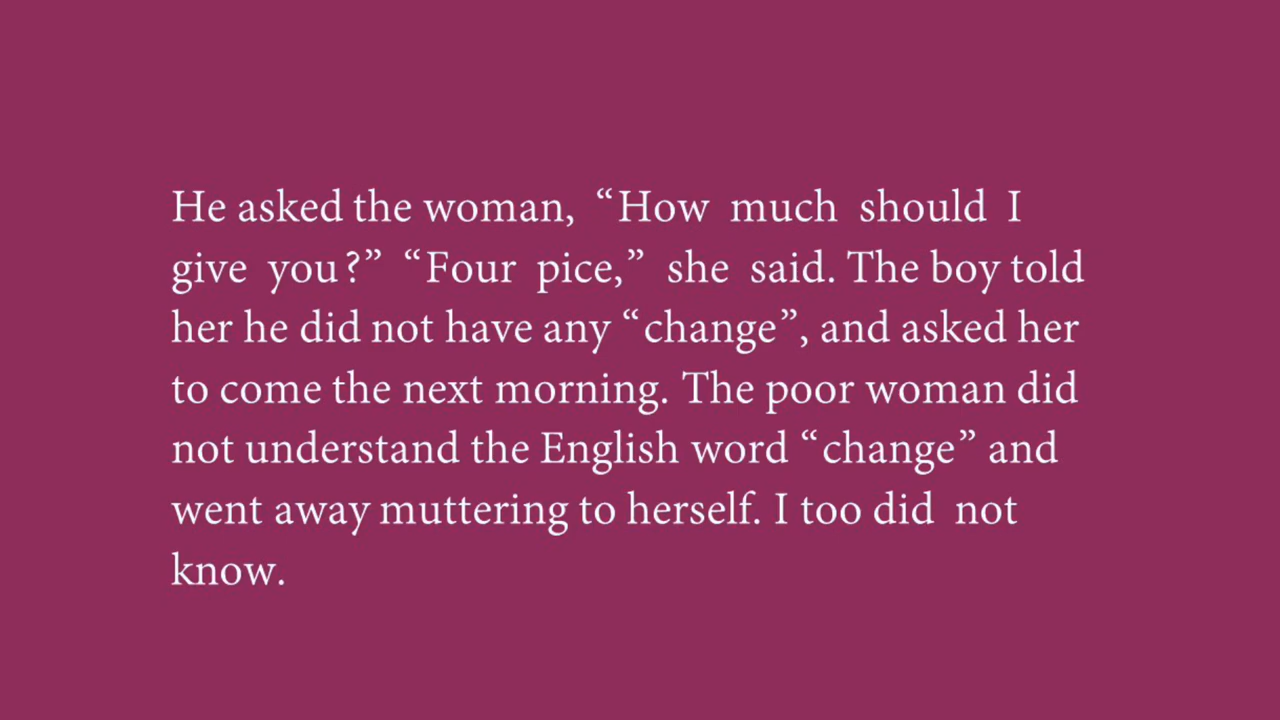 He asked the woman, “How much should I
give you?” “Four pice,” she said. The boy told
her he did not have any “change”, and asked her
to come the next morning. The poor woman did
not understand the English word “change” and
went away muttering to herself. I too did not
know.